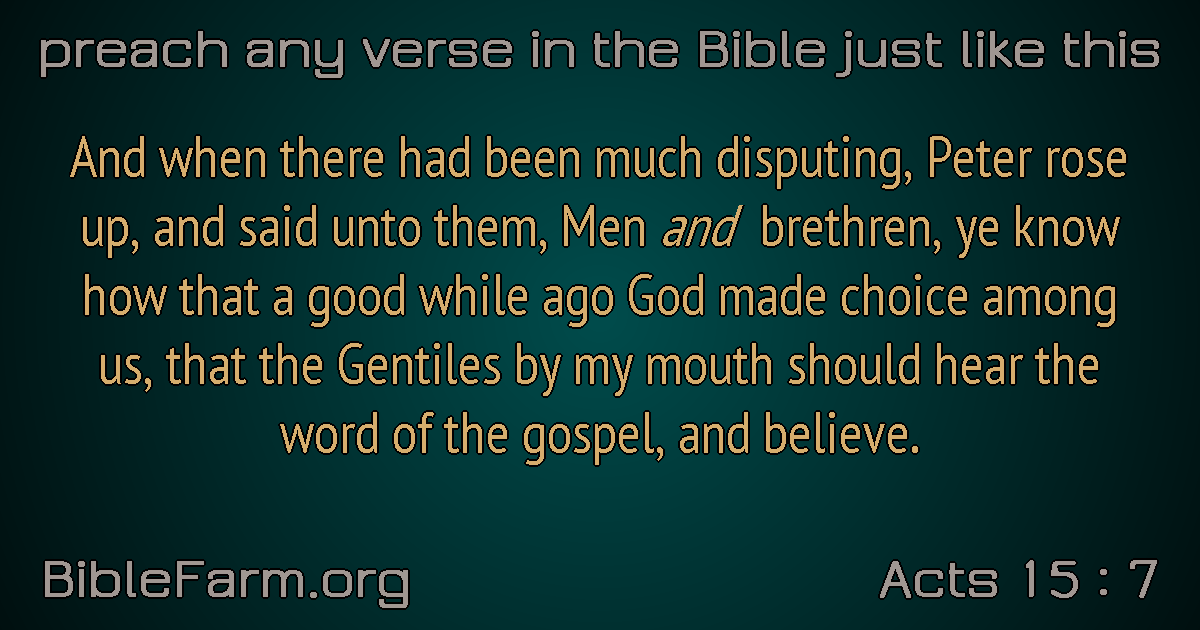 preach any verse in the Bible just like this
And when there had been much disputing, Peter rose
up, and said unto them, Men and brethren, ye know
how that a good while ago God made choice among
us, that the Gentiles by my mouth should hear the
word of the gospel, and believe.
BibleFarm.org
Acts 15 : 7